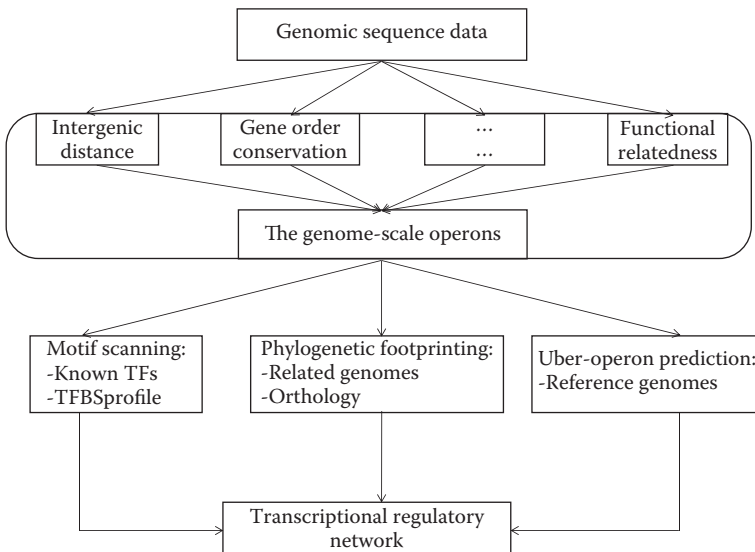 Genomic sequence data
Intergenic
distance
Gene order
conservation
...
...
Functional
relatedness
The genome-scale operons
Motif scanning:
-Known TFs
-TFBSprofile
Phylogenetic footprinting:
-Related genomes
-Orthology
Uber-operon prediction:
-Reference genomes
Transcriptional regulatory
network